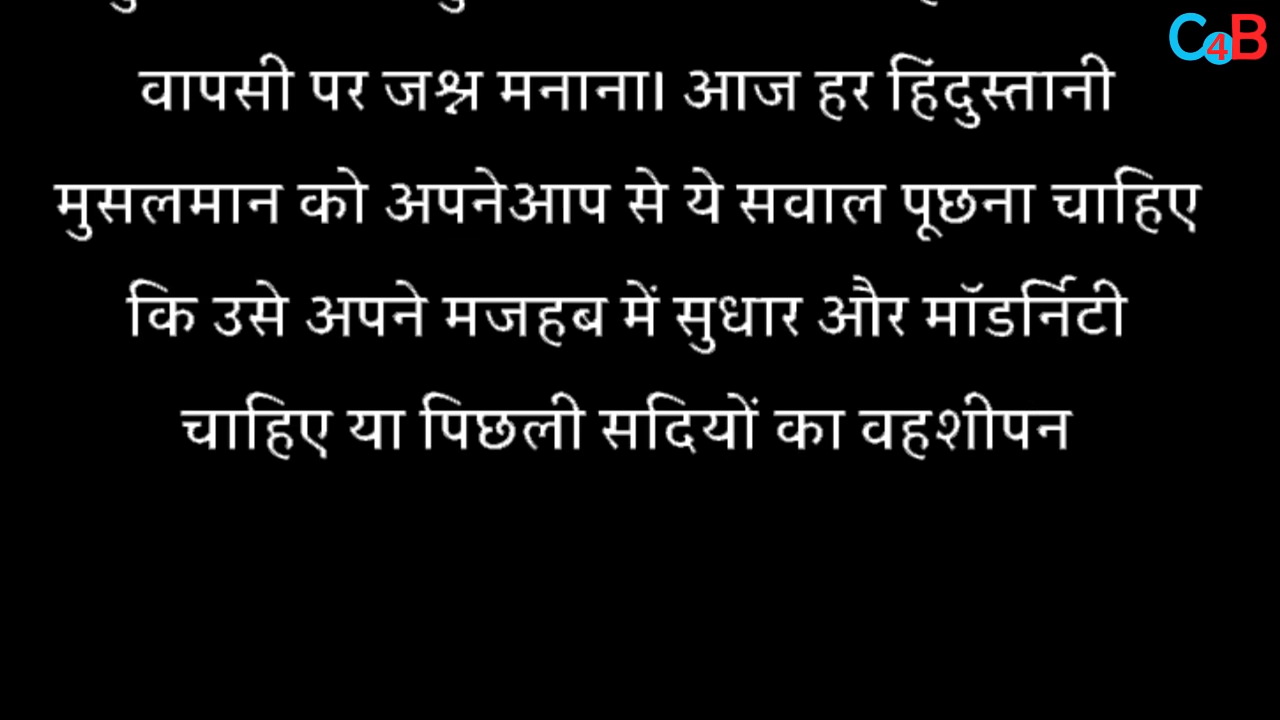 C4B
वापसी पर जश्न मनाना। आज हर हिंदुस्तानी
मुसलमान को अपनेआप से ये सवाल पूछना चाहिए
कि उसे अपने मजहब में सुधार और मॉडर्निटी
चाहिए या पिछली सदियों का वहशीपन